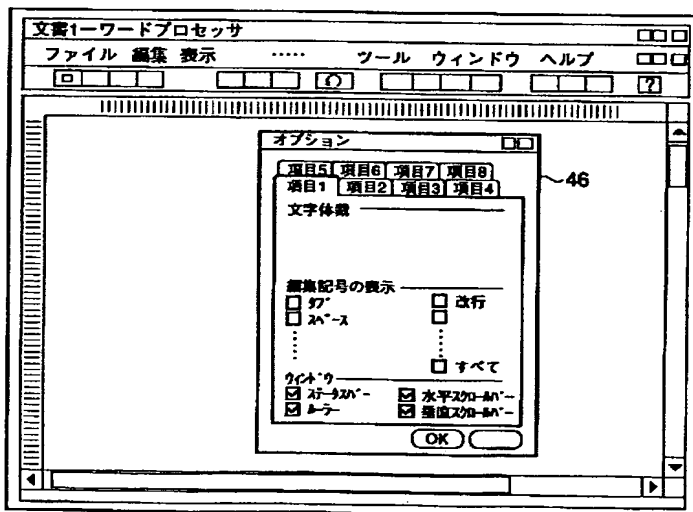 文書1ーワードプロセッサ
ファイル 編集 表示 ····· ツール ウィンドウ ヘルプ
?
オプション
46
項目5 項目6 項目7 項目8
項目1 項目2 項目3 項目4
文字体裁
編集記号の表示
タブ 改行
スペース
すべて
ウィンドウ
ステータスバー 水平スクロールバー
ルーラー 垂直スクロールバー
OK